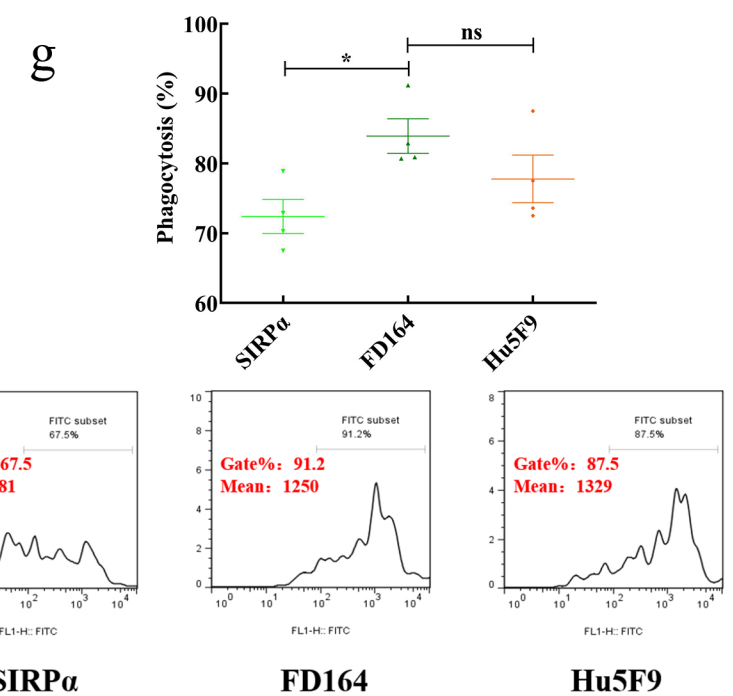 g
100
90
80
70
60
Phagocytosis (%)
*
ns
SIRPα
FD164
Hu5F9
FITC subset
67.5%
67.5
81
10² 10³ 10⁴
FL1-H:: FITC
SIRPα
10
8
6
4
2
0
FITC subset
91.2%
Gate%: 91.2
Mean: 1250
10⁰ 10¹ 10² 10³ 10⁴
FL1-H:: FITC
FD164
8
6
4
2
0
FITC subset
87.5%
Gate%: 87.5
Mean: 1329
10⁰ 10¹ 10² 10³ 10⁴
FL1-H:: FITC
Hu5F9